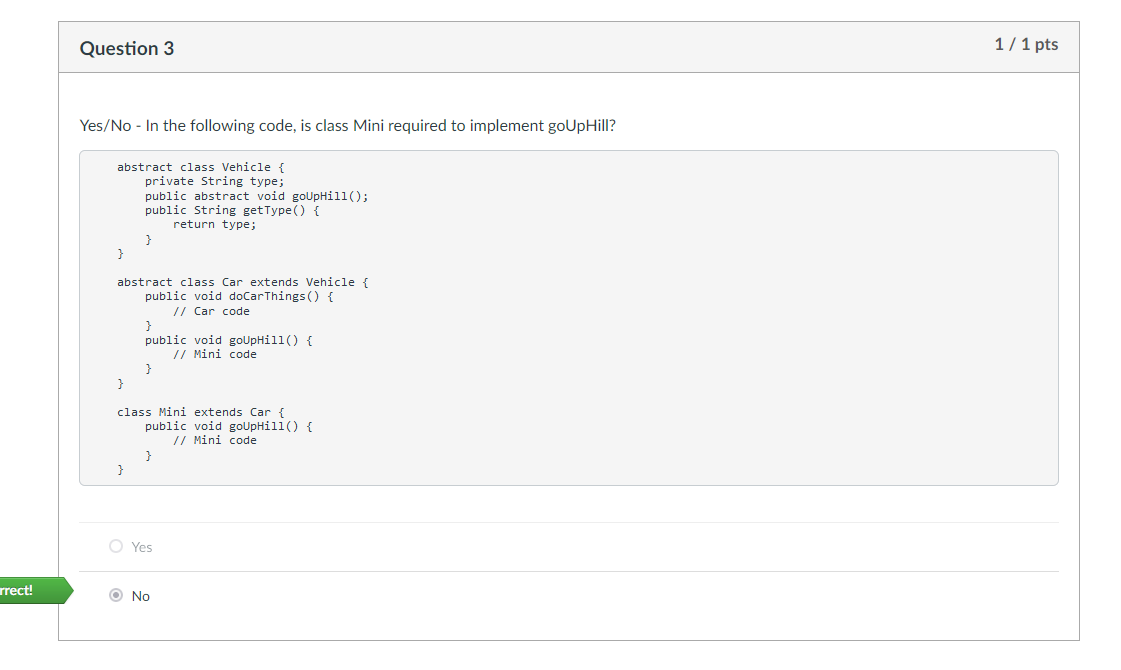 Question 3
1 / 1 pts
Yes/No - In the following code, is class Mini required to implement goUpHill?
abstract class Vehicle {
    private String type;
    public abstract void goUpHill();
    public String getType() {
        return type;
    }
}
abstract class Car extends Vehicle {
    public void doCarThings() {
        // Car code
    }
    public void goUpHill() {
        // Mini code
    }
}
class Mini extends Car {
    public void goUpHill() {
        // Mini code
    }
}
Yes
rrect!
No